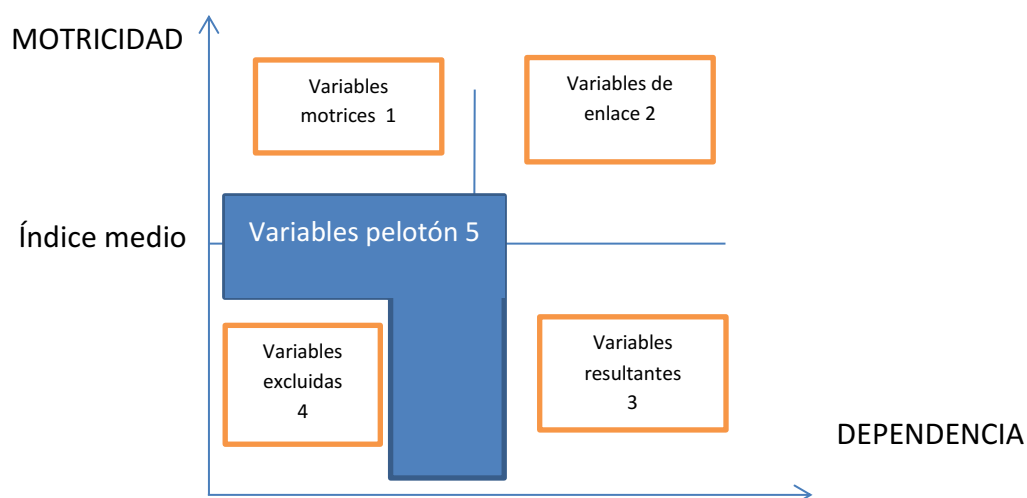 MOTRICIDAD
Variables
motrices 1
Variables de
enlace 2
Índice medio
Variables pelotón 5
Variables
excluidas
4
Variables
resultantes
3
DEPENDENCIA